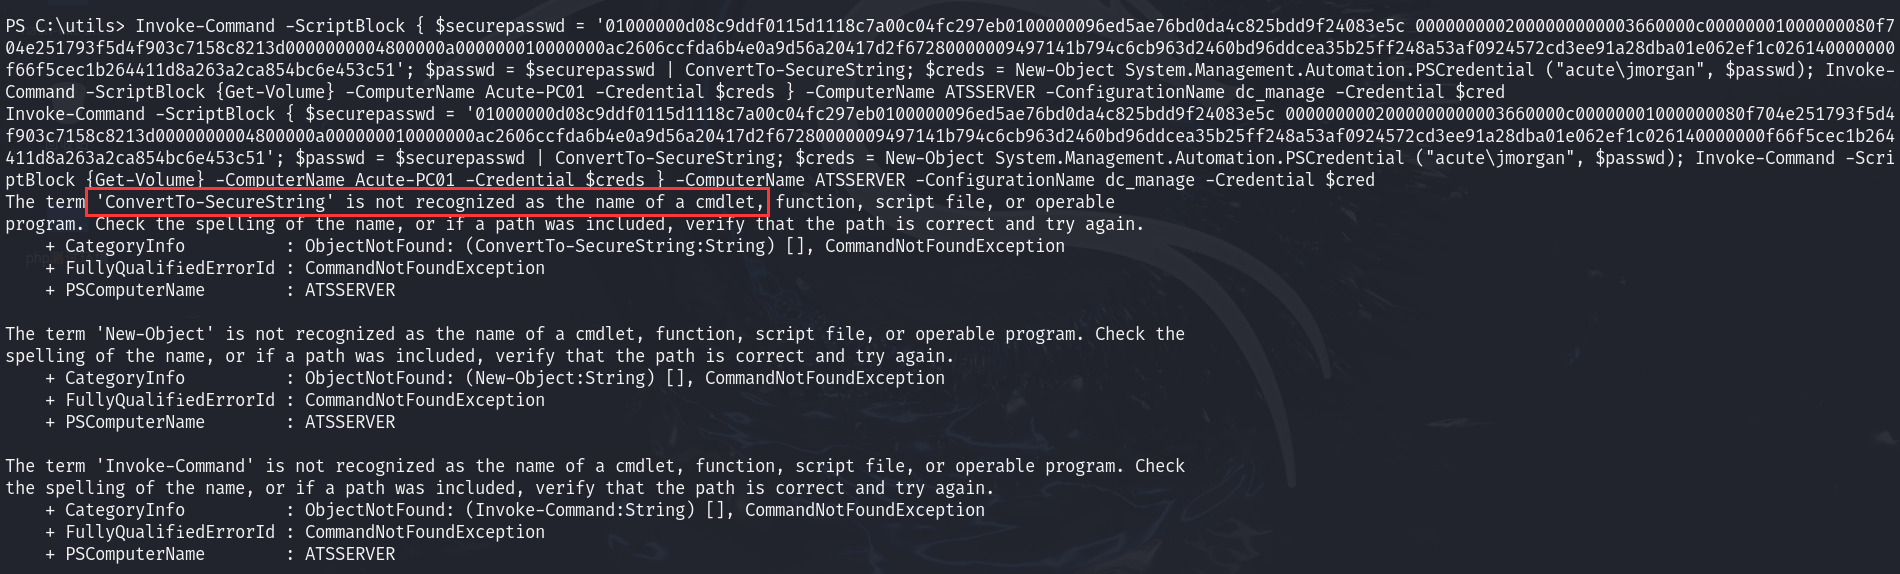 PS C:\utils> Invoke-Command -ScriptBlock { $securepasswd = '01000000d08c9ddf0115d1118c7a00c04fc297eb0100000096ed5ae76bd0da4c825bdd9f24083e5c 0000000002000000000003660000c00000001000000080f7
04e251793f5d4f903c7158c8213d0000000004800000a000000010000000ac2606ccfda6b4e0a9d56a20417d2f67280000009497141b794c6cb963d2460bd96ddcea35b25ff248a53af0924572cd3ee91a28dba01e062ef1c026140000000
f66f5cec1b264411d8a263a2ca854bc6e453c51'; $passwd = $securepasswd | ConvertTo-SecureString; $creds = New-Object System.Management.Automation.PSCredential ("acute\jmorgan", $passwd); Invoke-
Command -ScriptBlock {Get-Volume} -ComputerName Acute-PC01 -Credential $creds } -ComputerName ATSSERVER -ConfigurationName dc_manage -Credential $cred
Invoke-Command -ScriptBlock { $securepasswd = '01000000d08c9ddf0115d1118c7a00c04fc297eb0100000096ed5ae76bd0da4c825bdd9f24083e5c 0000000002000000000003660000c00000001000000080f704e251793f5d4
f903c7158c8213d0000000004800000a000000010000000ac2606ccfda6b4e0a9d56a20417d2f67280000009497141b794c6cb963d2460bd96ddcea35b25ff248a53af0924572cd3ee91a28dba01e062ef1c026140000000f66f5cec1b264
411d8a263a2ca854bc6e453c51'; $passwd = $securepasswd | ConvertTo-SecureString; $creds = New-Object System.Management.Automation.PSCredential ("acute\jmorgan", $passwd); Invoke-Command -Scri
ptBlock {Get-Volume} -ComputerName Acute-PC01 -Credential $creds } -ComputerName ATSSERVER -ConfigurationName dc_manage -Credential $cred
The term 'ConvertTo-SecureString' is not recognized as the name of a cmdlet, function, script file, or operable
program. Check the spelling of the name, or if a path was included, verify that the path is correct and try again.
    + CategoryInfo          : ObjectNotFound: (ConvertTo-SecureString:String) [], CommandNotFoundException
    + FullyQualifiedErrorId : CommandNotFoundException
    + PSComputerName        : ATSSERVER
The term 'New-Object' is not recognized as the name of a cmdlet, function, script file, or operable program. Check the
spelling of the name, or if a path was included, verify that the path is correct and try again.
    + CategoryInfo          : ObjectNotFound: (New-Object:String) [], CommandNotFoundException
    + FullyQualifiedErrorId : CommandNotFoundException
    + PSComputerName        : ATSSERVER
The term 'Invoke-Command' is not recognized as the name of a cmdlet, function, script file, or operable program. Check
the spelling of the name, or if a path was included, verify that the path is correct and try again.
    + CategoryInfo          : ObjectNotFound: (Invoke-Command:String) [], CommandNotFoundException
    + FullyQualifiedErrorId : CommandNotFoundException
    + PSComputerName        : ATSSERVER